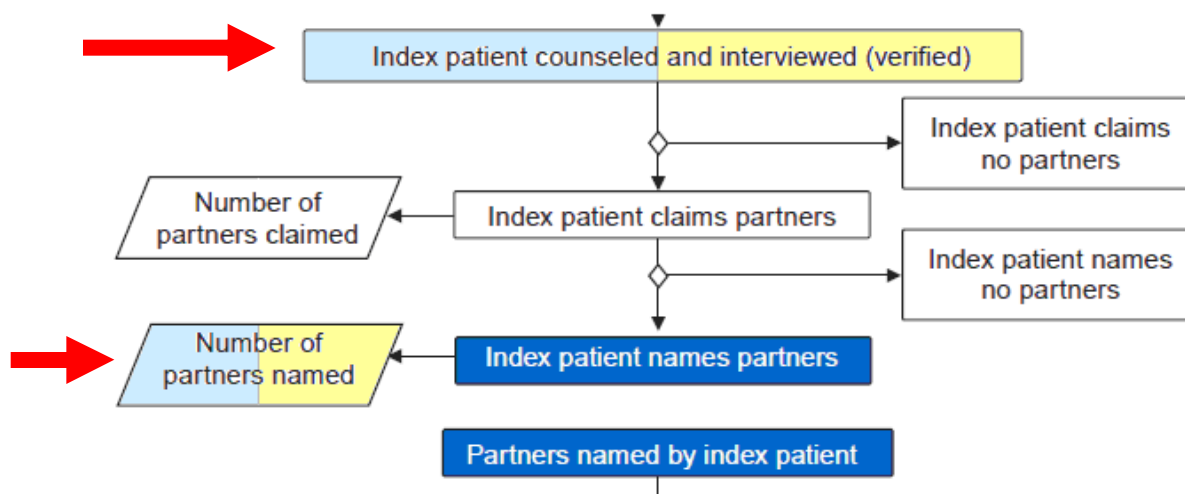 Index patient counseled and interviewed (verified)
Index patient claims
no partners
Number of
partners claimed
Index patient claims partners
Index patient names
no partners
Number of
partners named
Index patient names partners
Partners named by index patient